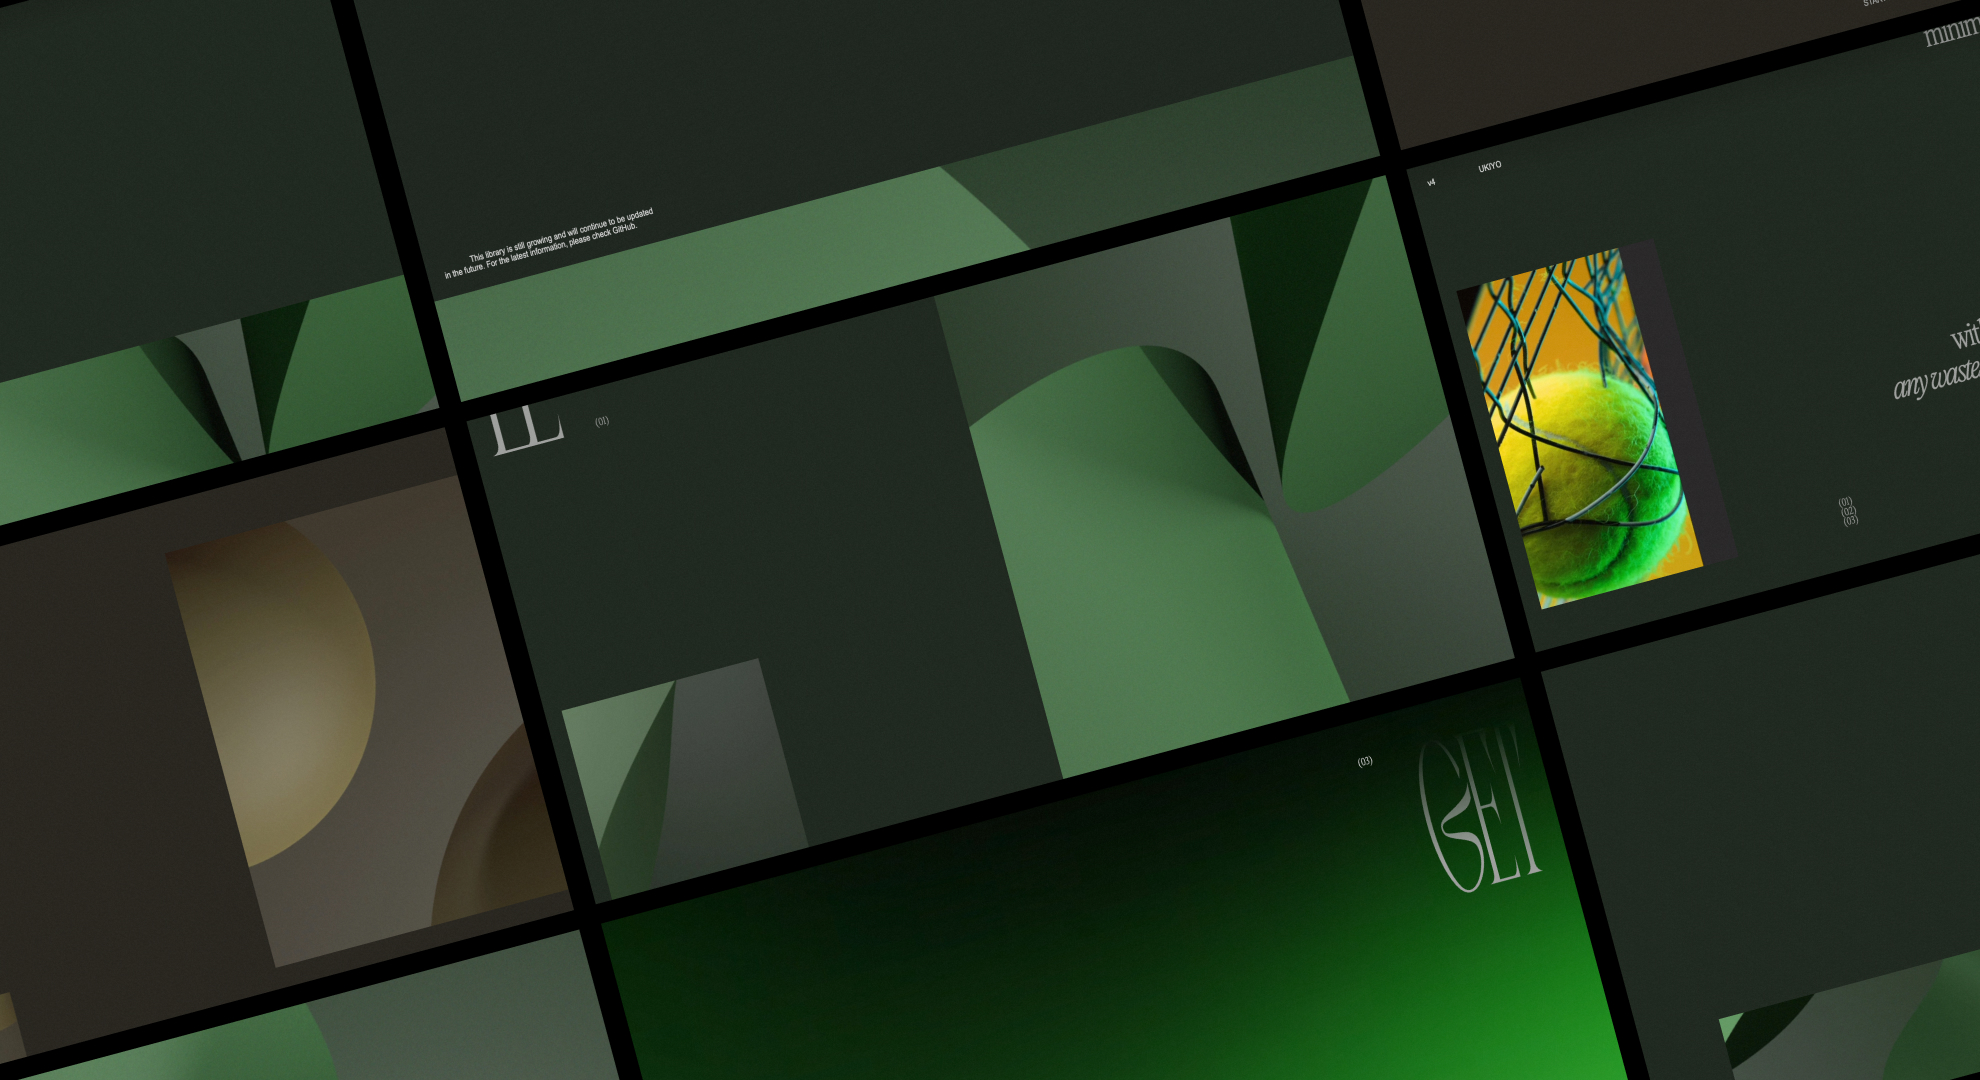 minim
v4
UKIYO
This library is still growing and will continue to be updated
in the future. For the latest information, please check GitHub.
wit
any waste
LL
(01)
(01)
(02)
(03)
(03)
GET